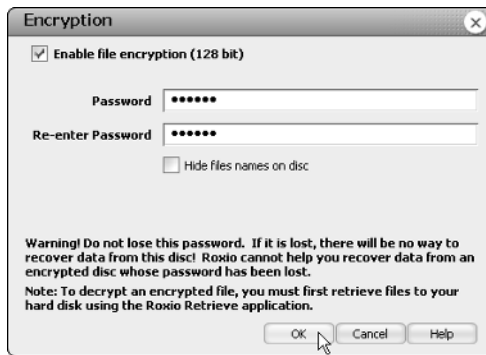 Encryption
Enable file encryption (128 bit)
Password ••••••
Re-enter Password ••••••
Hide files names on disc
Warning! Do not lose this password. If it is lost, there will be no way to
recover data from this disc! Roxio cannot help you recover data from an
encrypted disc whose password has been lost.
Note: To decrypt an encrypted file, you must first retrieve files to your
hard disk using the Roxio Retrieve application.
OK Cancel Help